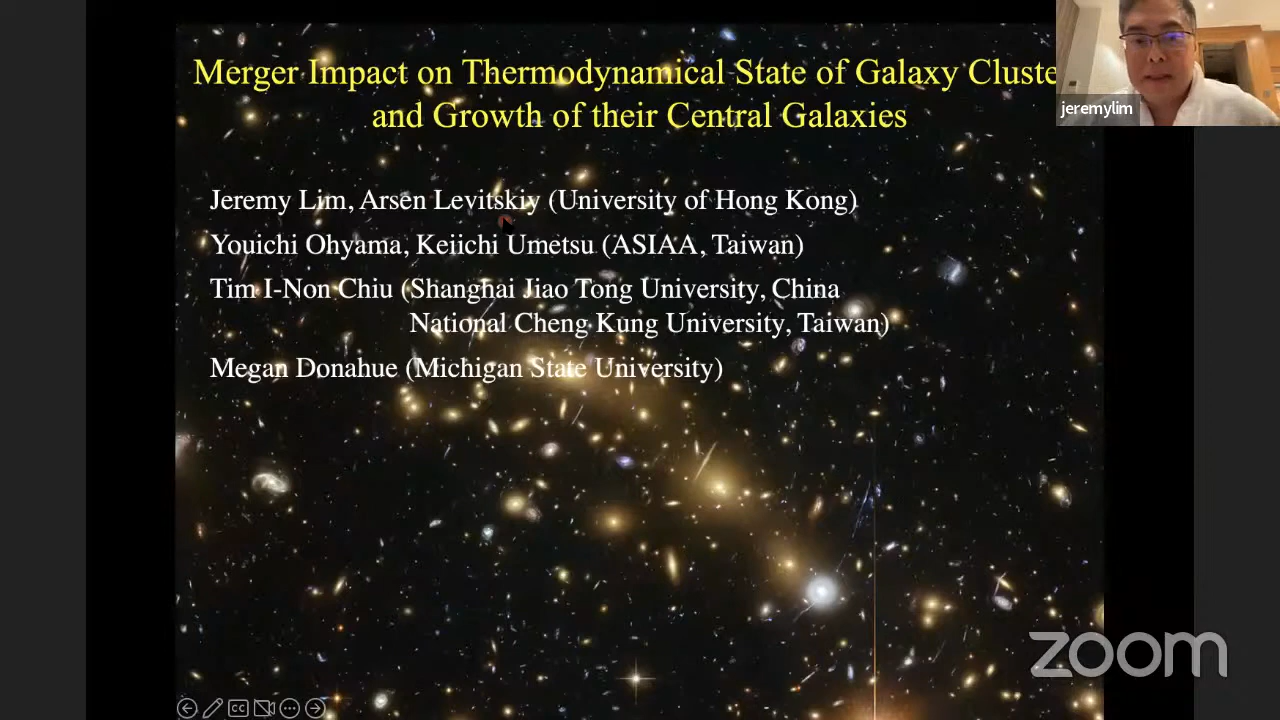 Merger Impact on Thermodynamical State of Galaxy Cluste
and Growth of their Central Galaxies
jeremylim
Jeremy Lim, Arsen Levitskiy (University of Hong Kong)
Youichi Ohyama, Keiichi Umetsu (ASIAA, Taiwan)
Tim I-Non Chiu (Shanghai Jiao Tong University, China
National Cheng Kung University, Taiwan)
Megan Donahue (Michigan State University)
zoom
CC